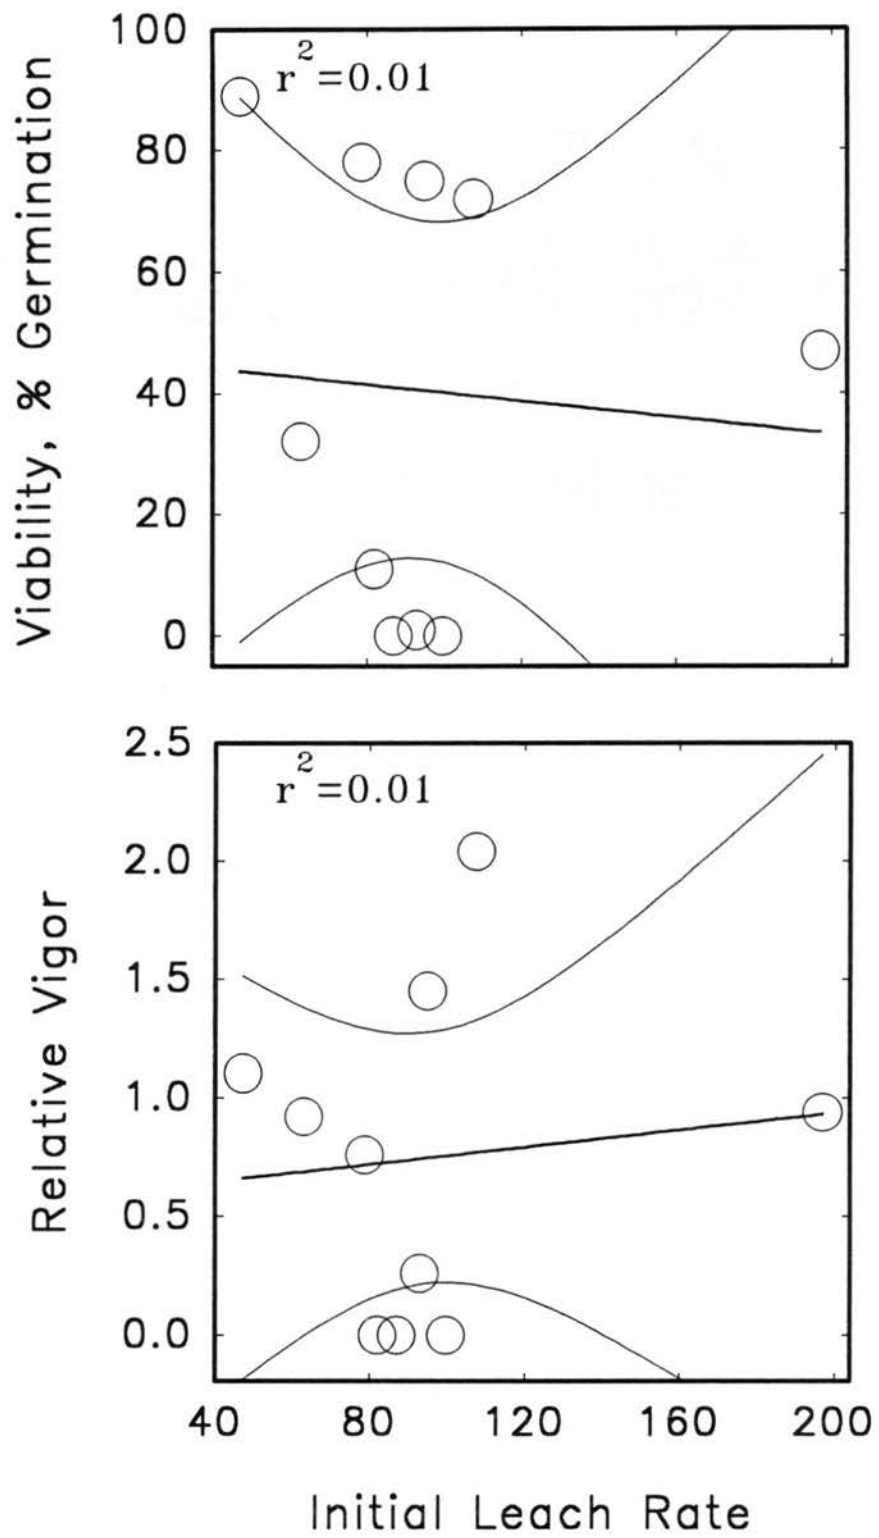 100
r²=0.01
80
60
40
20
0
Viability, % Germination
2.5
r²=0.01
2.0
1.5
1.0
0.5
0.0
Relative Vigor
40 80 120 160 200
Initial Leach Rate